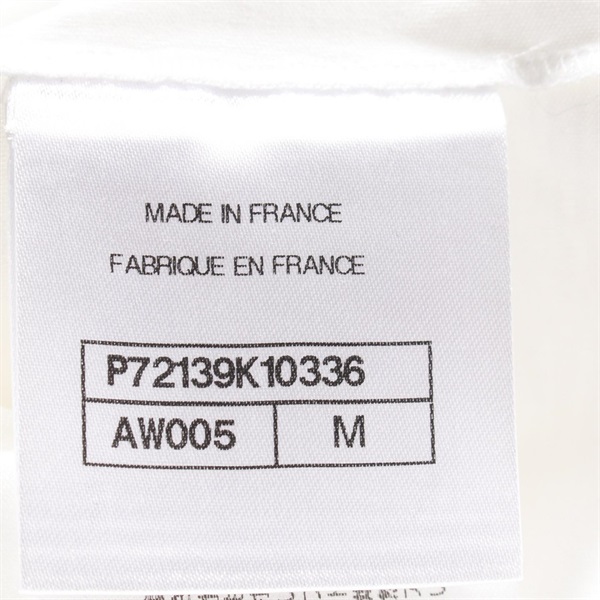 MADE IN FRANCE
FABRIQUE EN FRANCE
P72139K10336
AW005 M